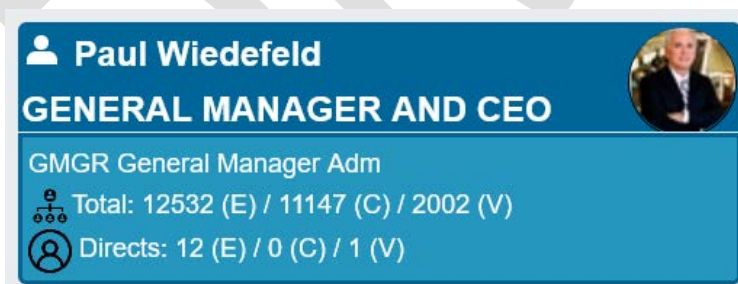 Paul Wiedefeld
GENERAL MANAGER AND CEO
GMGR General Manager Adm
Total: 12532 (E) / 11147 (C) / 2002 (V)
Directs: 12 (E) / 0 (C) / 1 (V)